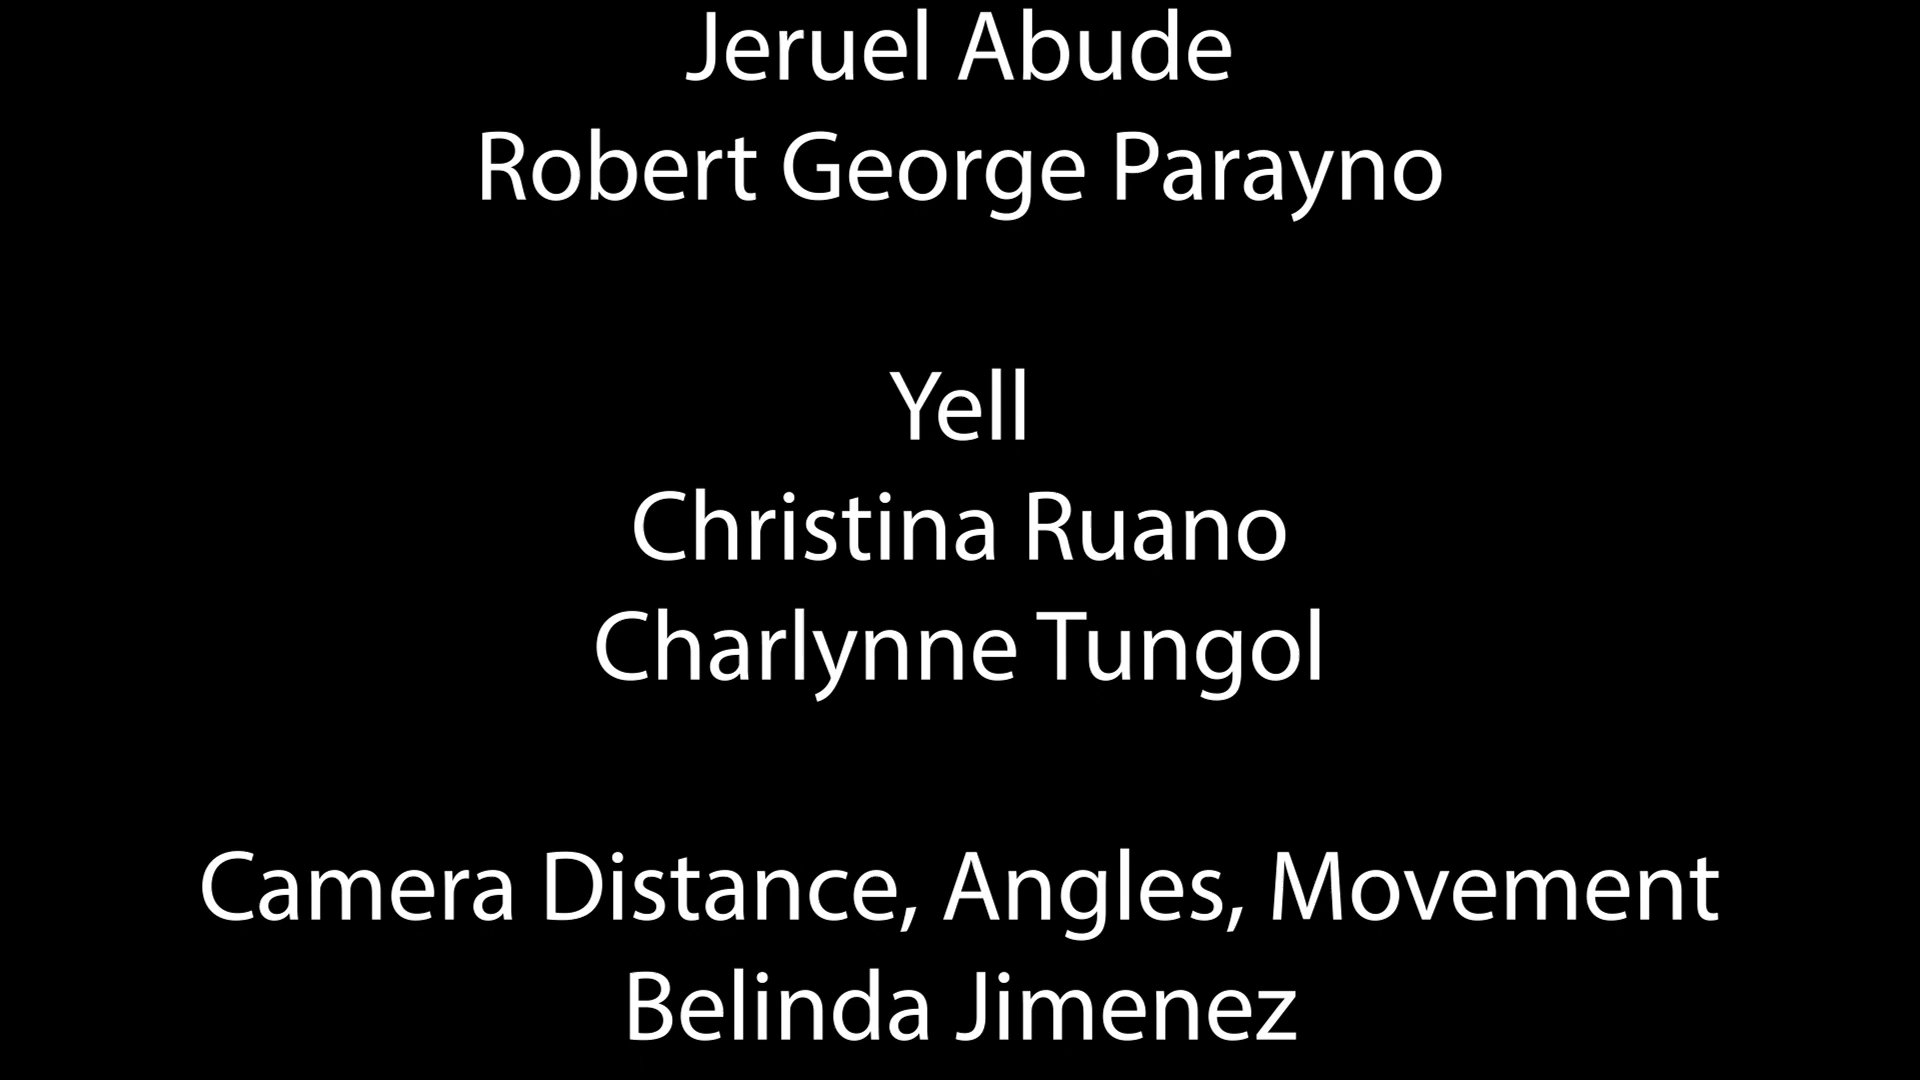 Jeruel Abude
Robert George Parayno
Yell
Christina Ruano
Charlynne Tungol
Camera Distance, Angles, Movement
Belinda Jimenez